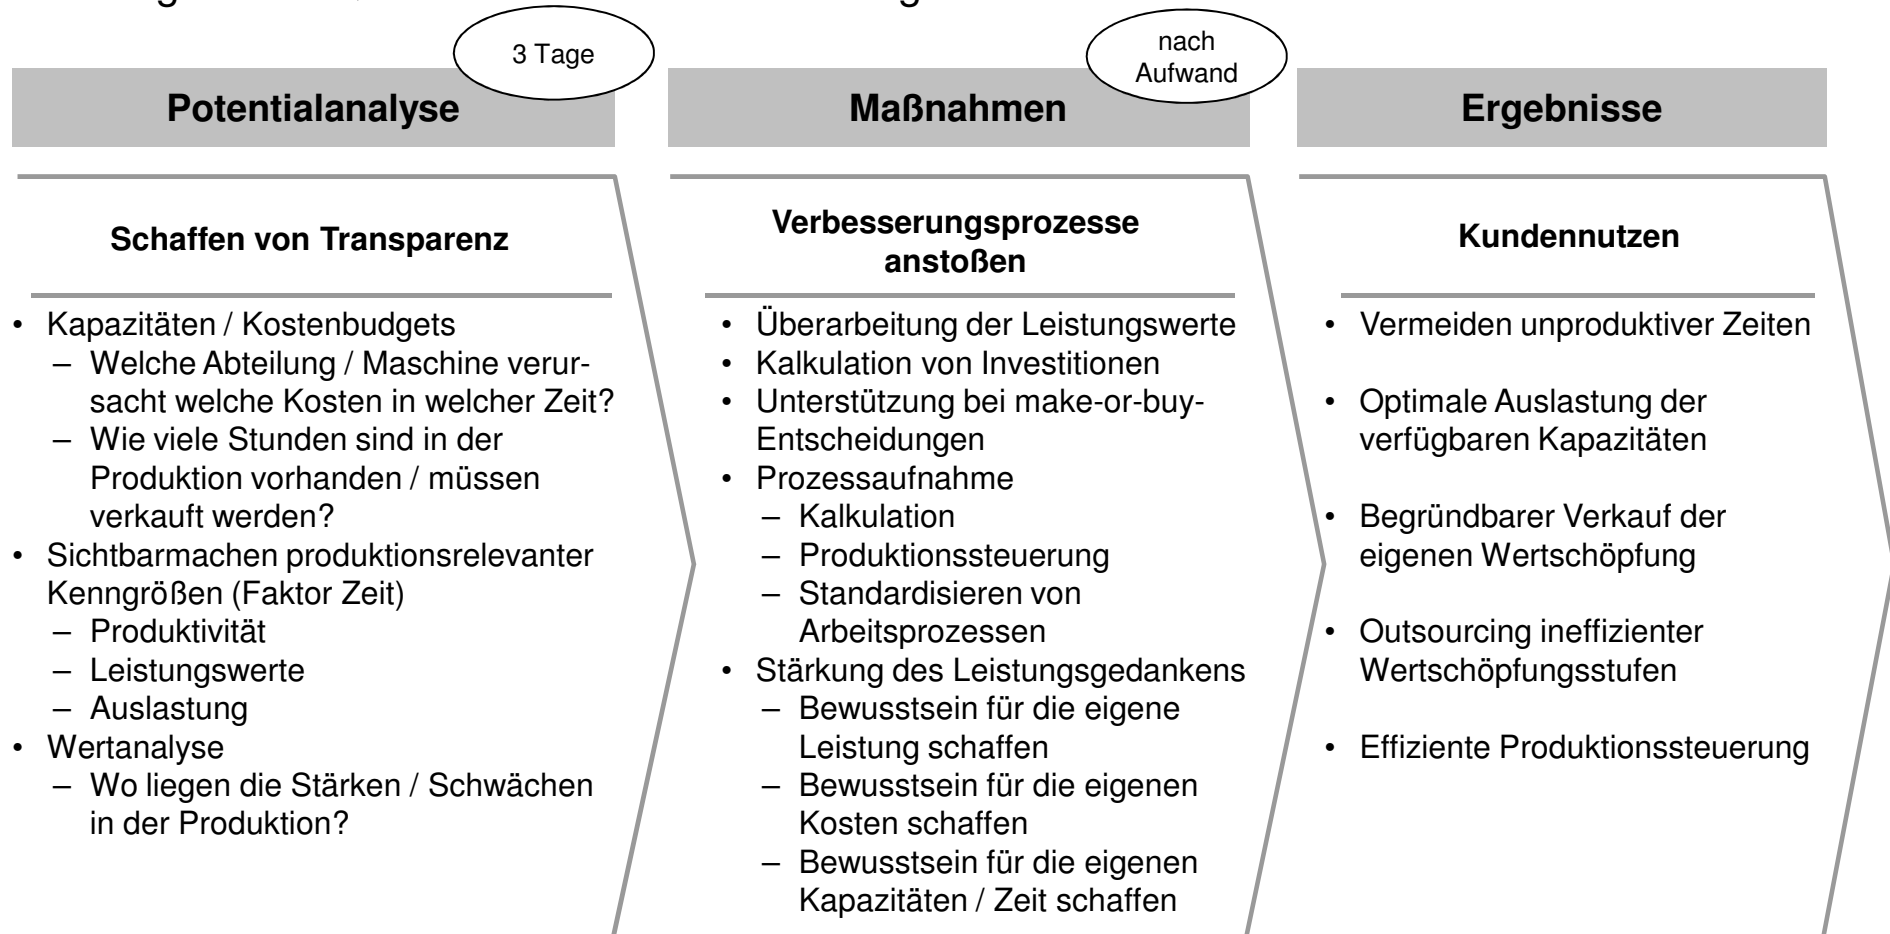 3 Tage
nach
Aufwand
Potentialanalyse
Maßnahmen
Ergebnisse
Schaffen von Transparenz
• Kapazitäten / Kostenbudgets
– Welche Abteilung / Maschine verur-
sacht welche Kosten in welcher Zeit?
– Wie viele Stunden sind in der
Produktion vorhanden / müssen
verkauft werden?
• Sichtbarmachen produktionsrelevanter
Kenngrößen (Faktor Zeit)
– Produktivität
– Leistungswerte
– Auslastung
• Wertanalyse
– Wo liegen die Stärken / Schwächen
in der Produktion?
Verbesserungsprozesse
anstoßen
• Überarbeitung der Leistungswerte
• Kalkulation von Investitionen
• Unterstützung bei make-or-buy-
Entscheidungen
• Prozessaufnahme
– Kalkulation
– Produktionssteuerung
– Standardisieren von
Arbeitsprozessen
• Stärkung des Leistungsgedankens
– Bewusstsein für die eigene
Leistung schaffen
– Bewusstsein für die eigenen
Kosten schaffen
– Bewusstsein für die eigenen
Kapazitäten / Zeit schaffen
Kundennutzen
• Vermeiden unproduktiver Zeiten
• Optimale Auslastung der
verfügbaren Kapazitäten
• Begründbarer Verkauf der
eigenen Wertschöpfung
• Outsourcing ineffizienter
Wertschöpfungsstufen
• Effiziente Produktionssteuerung